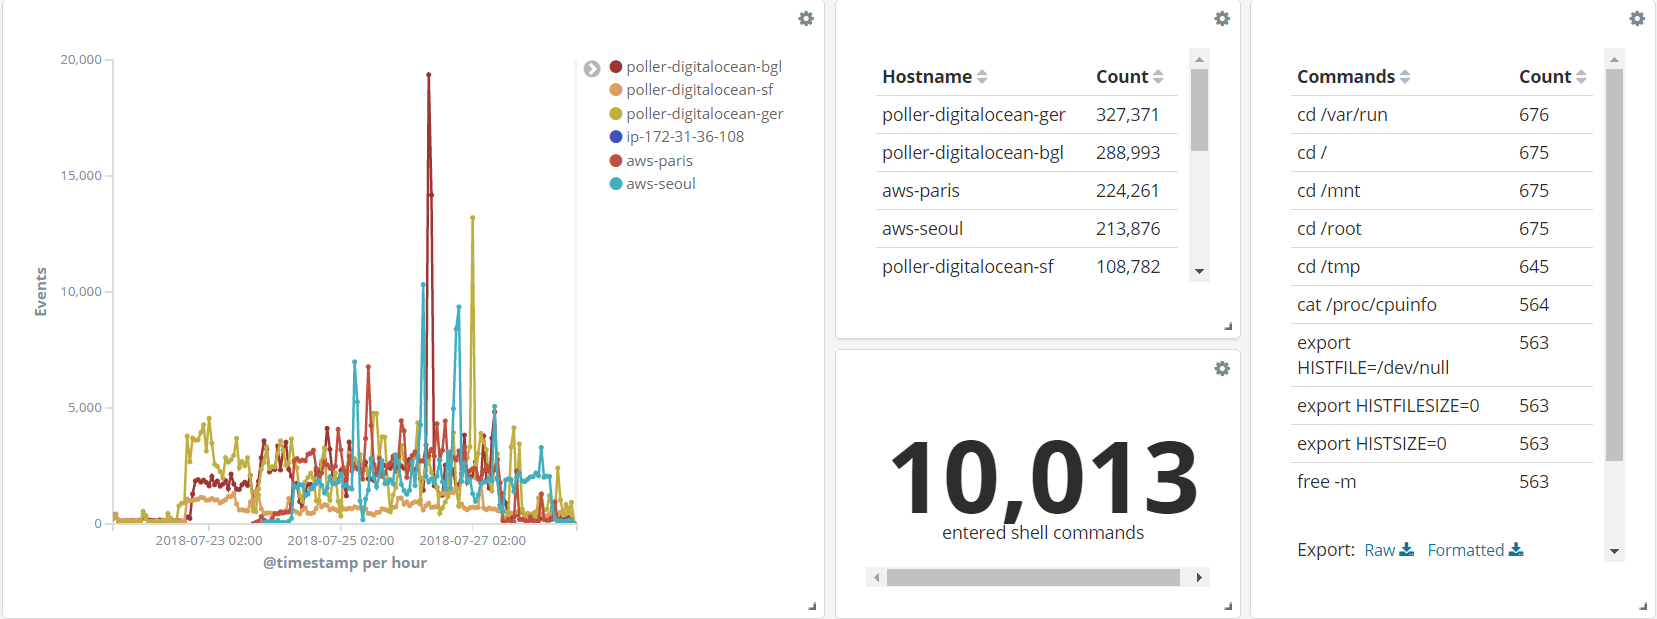 20,000
15,000
10,000
5,000
0
Events
2018-07-23 02:00 2018-07-25 02:00 2018-07-27 02:00
@timestamp per hour
poller-digitalocean-bgl
poller-digitalocean-sf
poller-digitalocean-ger
ip-172-31-36-108
aws-paris
aws-seoul
Hostname Count
poller-digitalocean-ger 327,371
poller-digitalocean-bgl 288,993
aws-paris 224,261
aws-seoul 213,876
poller-digitalocean-sf 108,782
10,013
entered shell commands
Commands Count
cd /var/run 676
cd / 675
cd /mnt 675
cd /root 675
cd /tmp 645
cat /proc/cpuinfo 564
export 563
HISTFILE=/dev/null
export HISTFILESIZE=0 563
export HISTSIZE=0 563
free -m 563
Export: Raw Formatted